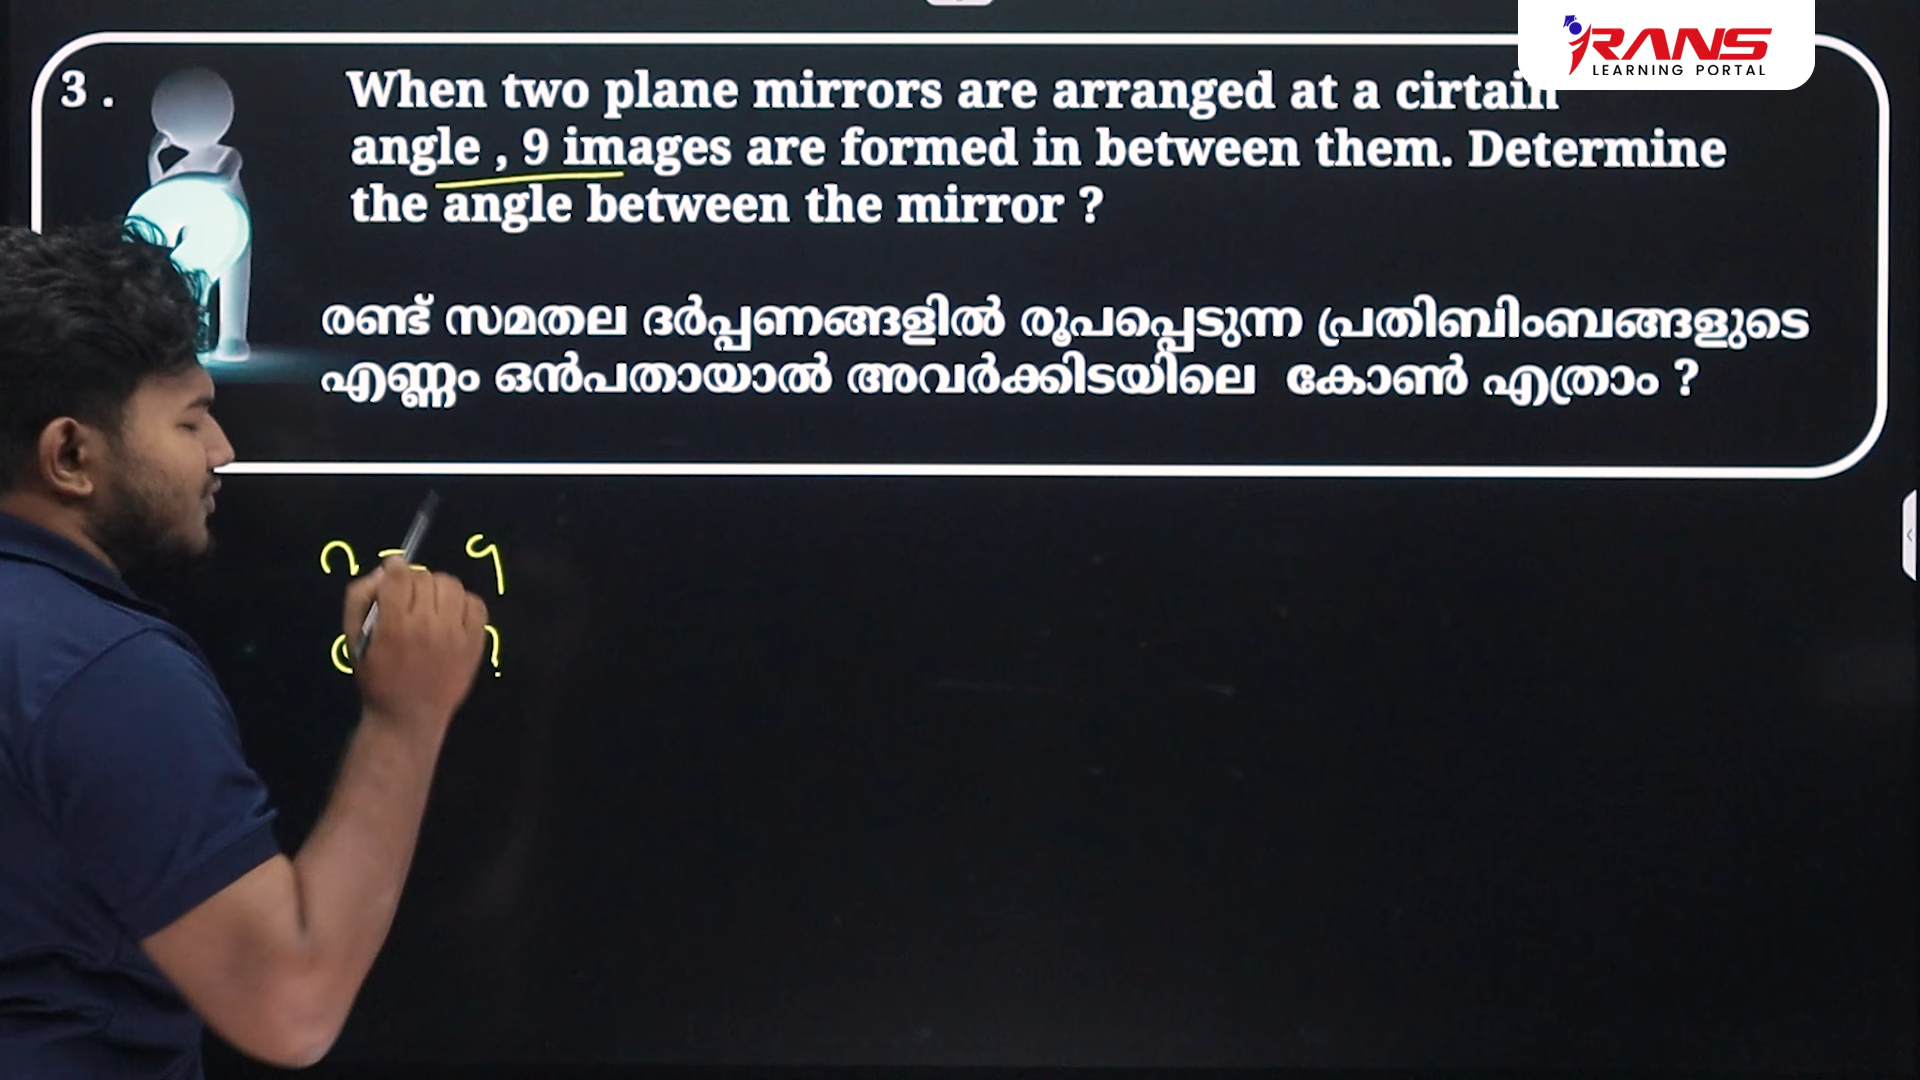 RANS
LEARNING PORTAL
3 .
When two plane mirrors are arranged at a cirtain
angle , 9 images are formed in between them. Determine
the angle between the mirror ?
രണ്ട് സമതല ദർപ്പണങ്ങളിൽ രൂപപ്പെടുന്ന പ്രതിബിംബങ്ങളുടെ
എണ്ണം ഒൻപതായാൽ അവർക്കിടയിലെ കോൺ എത്രാം ?
n = 9
?